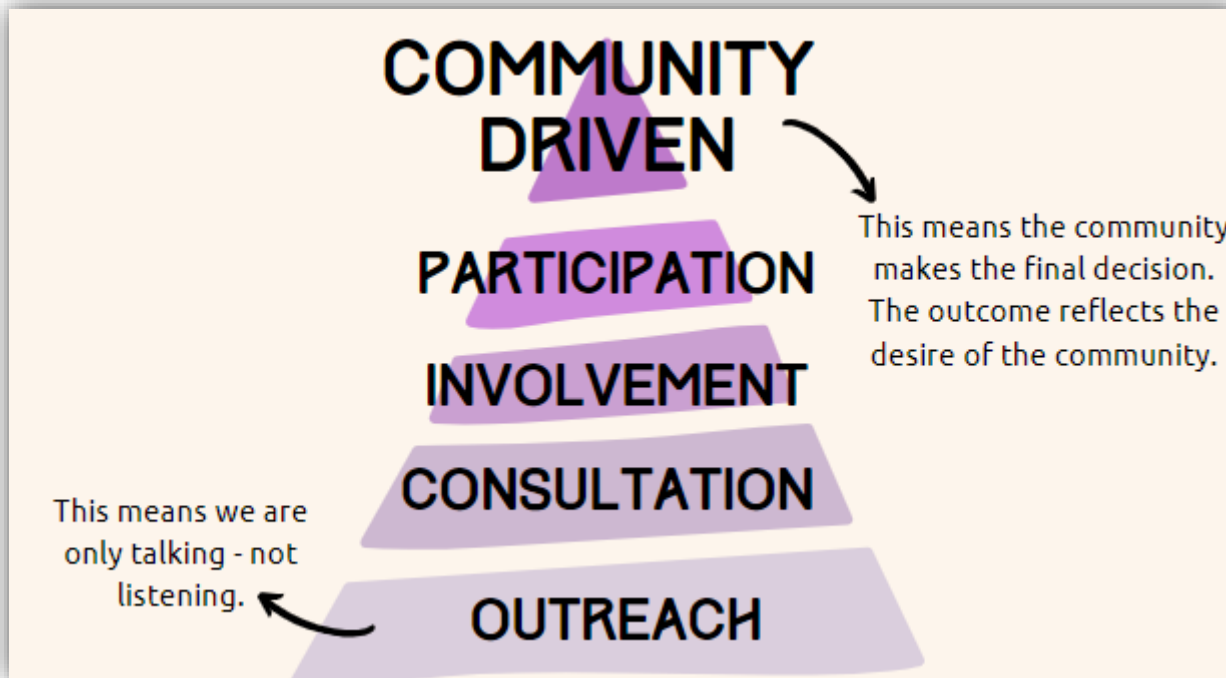 COMMUNITY
DRIVEN
This means the community
makes the final decision.
The outcome reflects the
desire of the community.
PARTICIPATION
INVOLVEMENT
CONSULTATION
This means we are
only talking - not
listening.
OUTREACH